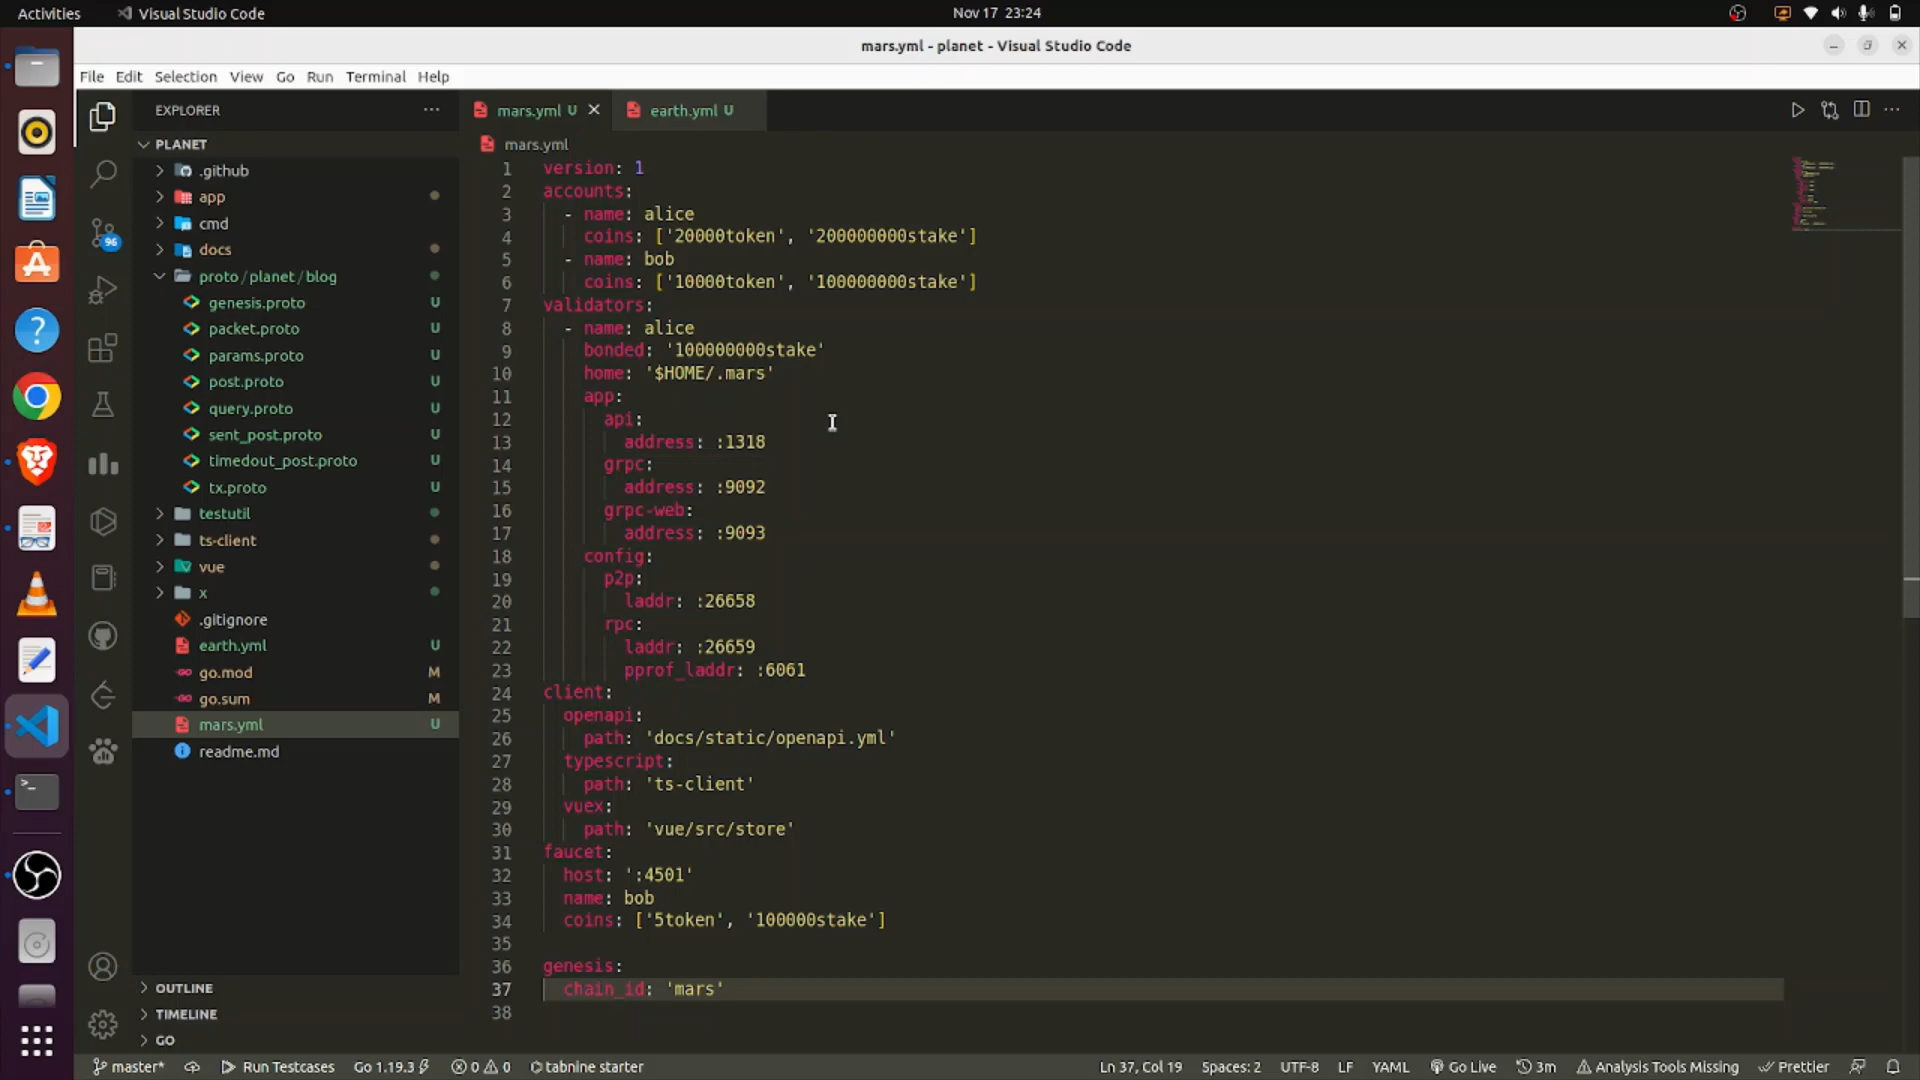 Activities
Visual Studio Code
Nov 17 23:24
mars.yml - planet - Visual Studio Code
File Edit Selection View Go Run Terminal Help
EXPLORER
PLANET
.github
app
cmd
docs
proto / planet / blog
genesis.proto U
packet.proto U
params.proto U
post.proto U
query.proto U
sent_post.proto U
timedout_post.proto U
tx.proto U
testutil
ts-client
vue
x
.gitignore
earth.yml U
go.mod M
go.sum M
mars.yml U
readme.md
OUTLINE
TIMELINE
GO
96
mars.yml U
earth.yml U
mars.yml
1 version: 1
2 accounts:
3 - name: alice
4 coins: ['20000token', '200000000stake']
5 - name: bob
6 coins: ['10000token', '100000000stake']
7 validators:
8 - name: alice
9 bonded: '100000000stake'
10 home: '$HOME/.mars'
11 app:
12 api:
13 address: :1318
14 grpc:
15 address: :9092
16 grpc-web:
17 address: :9093
18 config:
19 p2p:
20 laddr: :26658
21 rpc:
22 laddr: :26659
23 pprof_laddr: :6061
24 client:
25 openapi:
26 path: 'docs/static/openapi.yml'
27 typescript:
28 path: 'ts-client'
29 vuex:
30 path: 'vue/src/store'
31 faucet:
32 host: ':4501'
33 name: bob
34 coins: ['5token', '100000stake']
35
36 genesis:
37 chain_id: 'mars'
38
master* Run Testcases Go 1.19.3 0 0 tabnine starter Ln 37, Col 19 Spaces: 2 UTF-8 LF YAML Go Live 3m Analysis Tools Missing Prettier